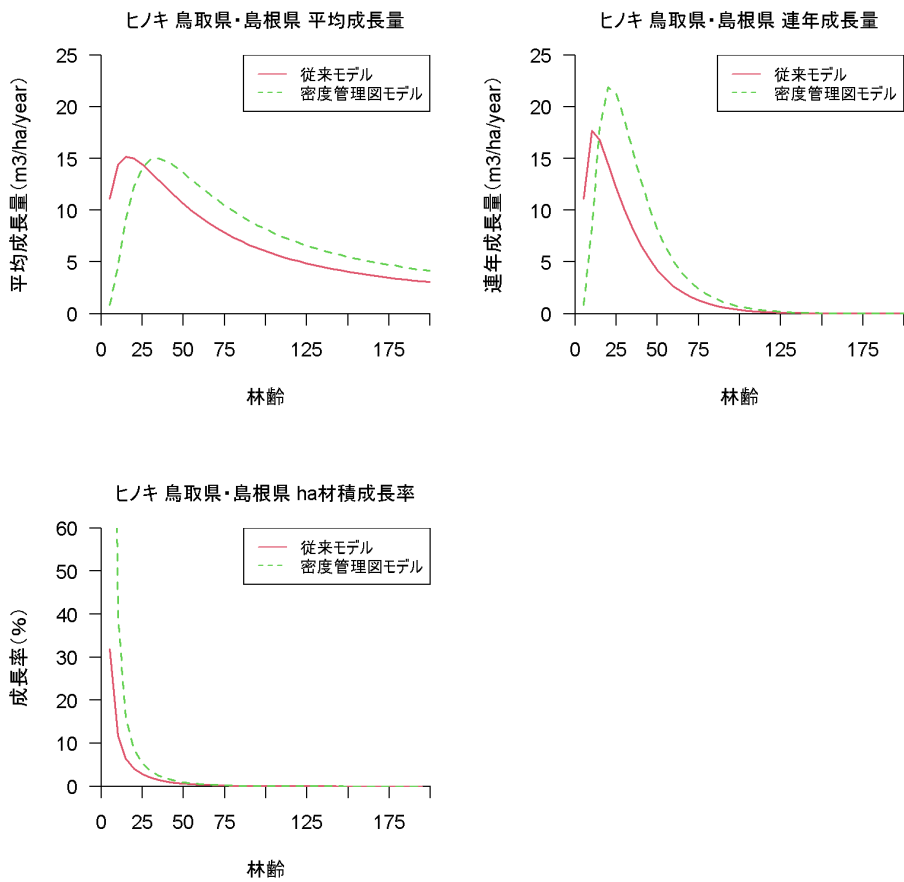 ヒノキ 鳥取県・島根県 平均成長量
平均成長量(m3/ha/year)
25
20
15
10
5
0
従来モデル
密度管理図モデル
0 25 50 75 125 175
林齢
ヒノキ 鳥取県・島根県 連年成長量
連年成長量(m3/ha/year)
25
20
15
10
5
0
従来モデル
密度管理図モデル
0 25 50 75 125 175
林齢
ヒノキ 鳥取県・島根県 ha材積成長率
成長率(%)
60
50
40
30
20
10
0
従来モデル
密度管理図モデル
0 25 50 75 125 175
林齢